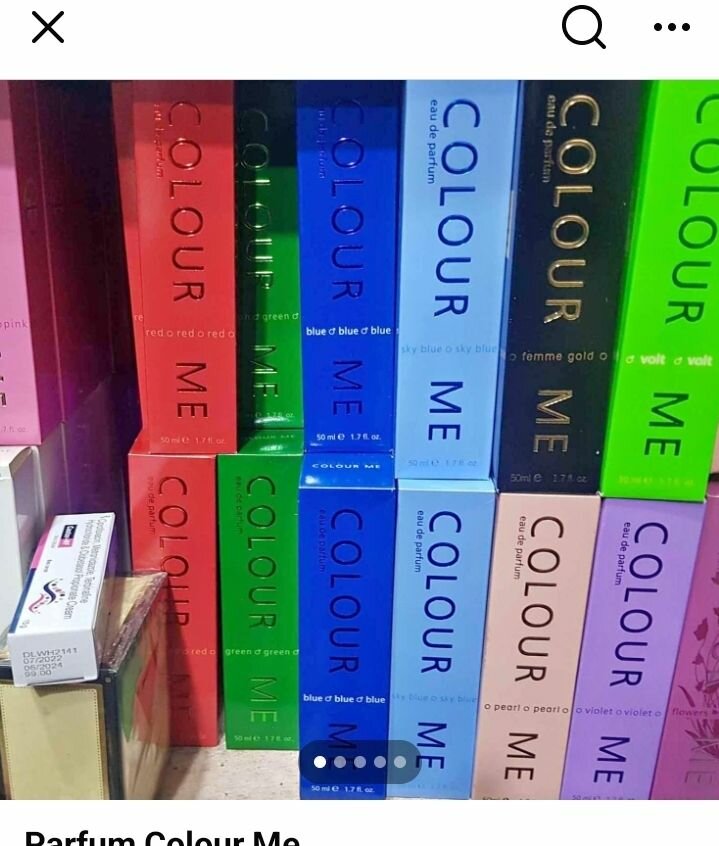 COLOUR ME
eau de parfum
red o red o red o
50 ml e 1.7 fl. oz.
COLOUR ME
COLOUR ME
blue ♂ blue ♂ blue
50 ml e 1.7 fl. oz.
COLOUR ME
eau de parfum
sky blue o sky blue
50 ml e 1.7 fl. oz.
COLOUR ME
eau de parfum
o femme gold o
50ml e 1.7 fl. oz.
COLOUR ME
♂ volt ♂ volt
50 ml e 1.7 fl. oz.
pink
COLOUR
eau de parfum
COLOUR ME
eau de parfum
green ♂ green ♂
50 ml e 1.7 fl. oz.
COLOUR ME
COLOUR ME
eau de parfum
blue ♂ blue ♂ blue
50 ml e 1.7 fl. oz.
COLOUR ME
eau de parfum
sky blue o sky blue
COLOUR ME
eau de parfum
o pearl o pearl o
COLOUR ME
eau de parfum
o violet o violet o
flowers
ME
DLWH2141
07/2022
06/2024
99.00
Parfum Colour Me